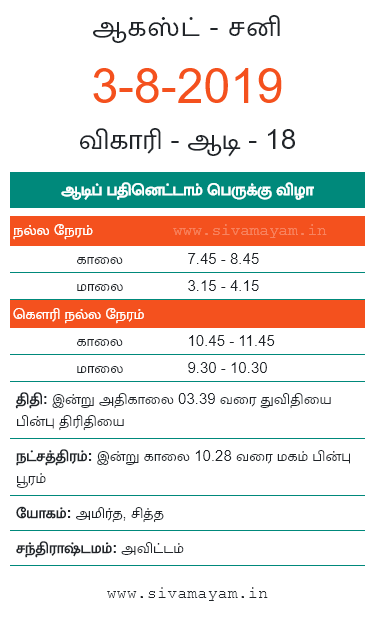 ஆகஸ்ட் - சனி
3-8-2019
விகாரி - ஆடி - 18
ஆடிப் பதினெட்டாம் பெருக்கு விழா
நல்ல நேரம் www.sivamayam.in
காலை 7.45 - 8.45
மாலை 3.15 - 4.15
கௌரி நல்ல நேரம்
காலை 10.45 - 11.45
மாலை 9.30 - 10.30
திதி: இன்று அதிகாலை 03.39 வரை துவிதியை
பின்பு திரிதியை
நட்சத்திரம்: இன்று காலை 10.28 வரை மகம் பின்பு
பூரம்
யோகம்: அமிர்த, சித்த
சந்திராஷ்டமம்: அவிட்டம்
www.sivamayam.in